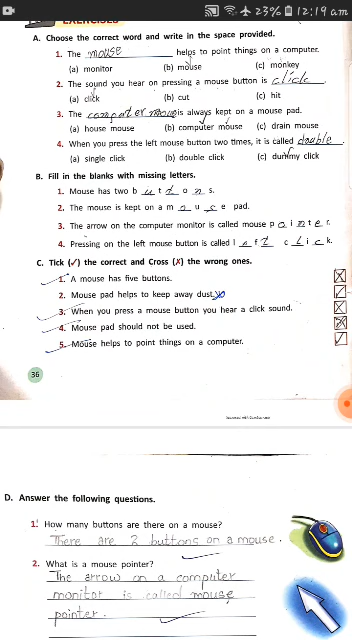 23% 12:19 am
EXERCISES
A. Choose the correct word and write in the space provided.
1. The mouse helps to point things on a computer.
(a) monitor (b) mouse (c) monkey
2. The sound you hear on pressing a mouse button is click.
(a) click (b) cut (c) hit
3. The computer mouse is always kept on a mouse pad.
(a) house mouse (b) computer mouse (c) drain mouse
4. When you press the left mouse button two times, it is called double.
(a) single click (b) double click (c) dummy click
B. Fill in the blanks with missing letters.
1. Mouse has two b u t t o n s.
2. The mouse is kept on a m o u s e pad.
3. The arrow on the computer monitor is called mouse p o i n t e r.
4. Pressing on the left mouse button is called l e f t c L i c k.
C. Tick (✓) the correct and Cross (✗) the wrong ones.
1. A mouse has five buttons.
2. Mouse pad helps to keep away dust.
3. When you press a mouse button you hear a click sound.
4. Mouse pad should not be used.
5. Mouse helps to point things on a computer.
36
Scanned with CamScanner
D. Answer the following questions.
1. How many buttons are there on a mouse?
There are 2 buttons on a mouse.
2. What is a mouse pointer?
The arrow on a computer
monitor is called mouse
pointer.